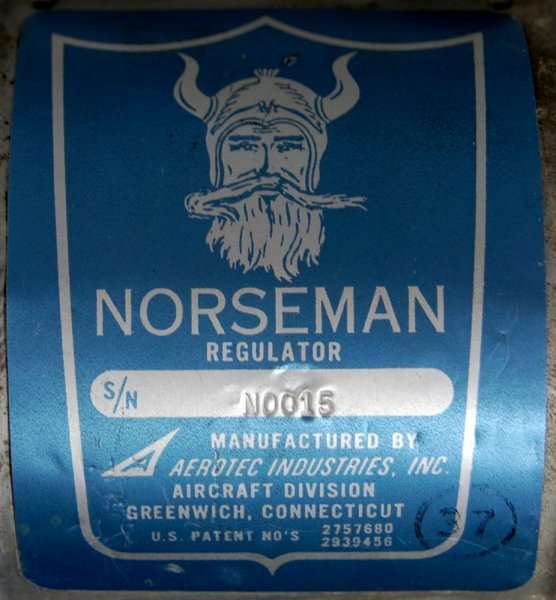 NORSEMAN
REGULATOR
S/N N0015
MANUFACTURED BY
AEROTEC INDUSTRIES, INC.
AIRCRAFT DIVISION
GREENWICH, CONNECTICUT
U.S. PATENT NO'S 2757680
2939456
37